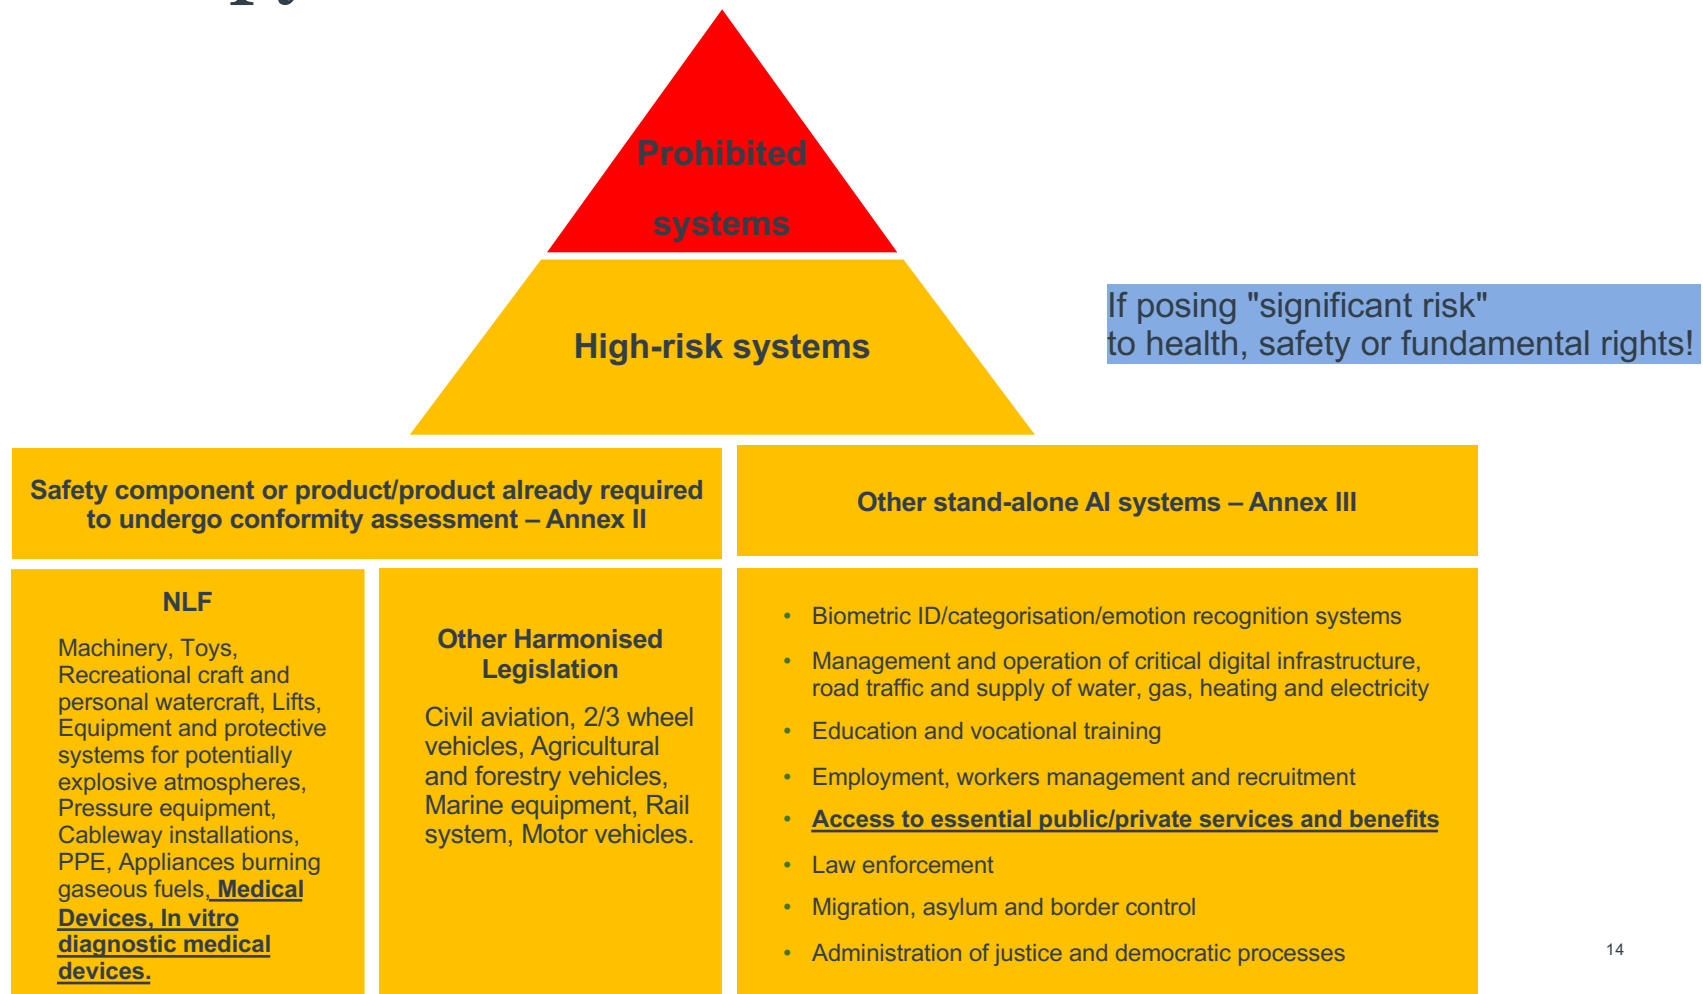 Prohibited
systems
High-risk systems
If posing "significant risk"
to health, safety or fundamental rights!
Safety component or product/product already required
to undergo conformity assessment – Annex II
Other stand-alone AI systems – Annex III
NLF
Machinery, Toys,
Recreational craft and
personal watercraft, Lifts,
Equipment and protective
systems for potentially
explosive atmospheres,
Pressure equipment,
Cableway installations,
PPE, Appliances burning
gaseous fuels, Medical
Devices, In vitro
diagnostic medical
devices.
Other Harmonised
Legislation
Civil aviation, 2/3 wheel
vehicles, Agricultural
and forestry vehicles,
Marine equipment, Rail
system, Motor vehicles.
• Biometric ID/categorisation/emotion recognition systems
• Management and operation of critical digital infrastructure,
road traffic and supply of water, gas, heating and electricity
• Education and vocational training
• Employment, workers management and recruitment
• Access to essential public/private services and benefits
• Law enforcement
• Migration, asylum and border control
• Administration of justice and democratic processes
14